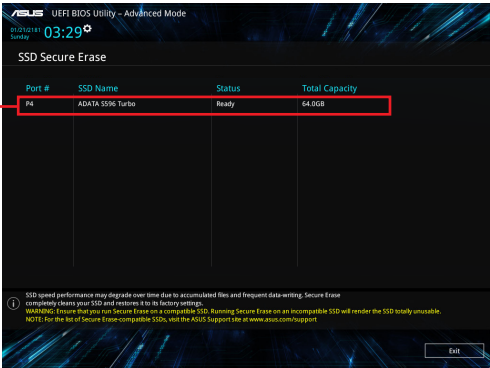 ASUS UEFI BIOS Utility – Advanced Mode
01/21/2181
Sunday
03:29
SSD Secure Erase
Port # SSD Name Status Total Capacity
P4 ADATA S596 Turbo Ready 64.0GB
SSD speed performance may degrade over time due to accumulated files and frequent data-writing. Secure Erase
completely cleans your SSD and restores it to its factory settings.
WARNING: Ensure that you run Secure Erase on a compatible SSD. Running Secure Erase on an incompatible SSD will render the SSD totally unusable.
NOTE: For the list of Secure Erase-compatible SSDs, visit the ASUS Support site at www.asus.com/support
Exit